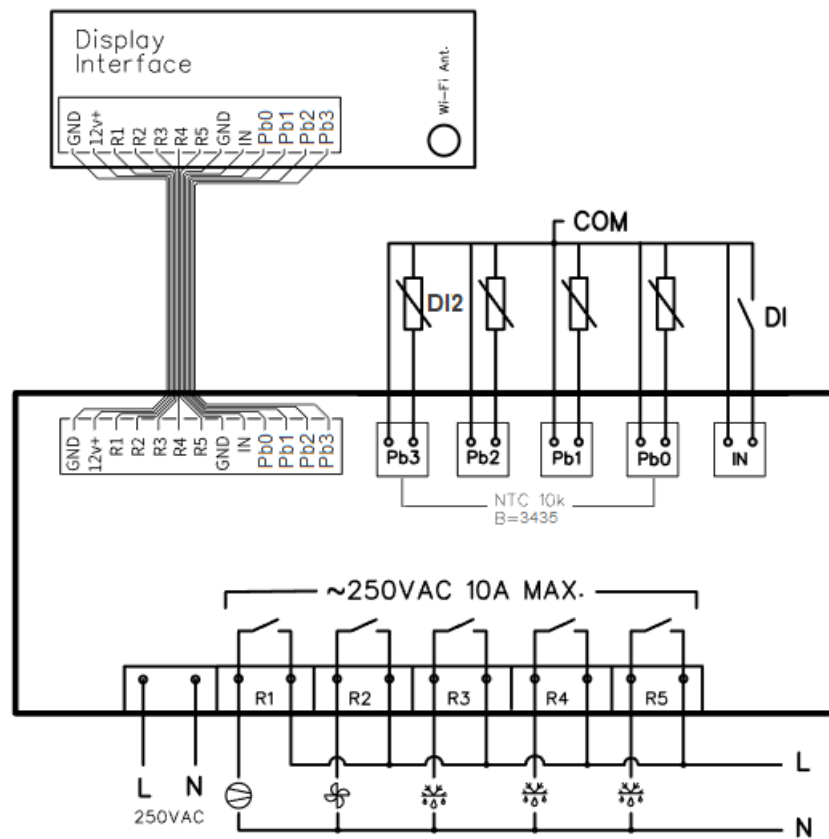 Display
Interface
Wi-Fi Ant.
GND 12v+ R1 R2 R3 R4 R5 GND IN Pb0 Pb1 Pb2 Pb3
COM
DI2
DI
GND 12v+ R1 R2 R3 R4 R5 GND IN Pb0 Pb1 Pb2 Pb3
Pb3 Pb2 Pb1 Pb0 IN
NTC 10k
B=3435
~250VAC 10A MAX.
R1 R2 R3 R4 R5
L
L N
250VAC
N